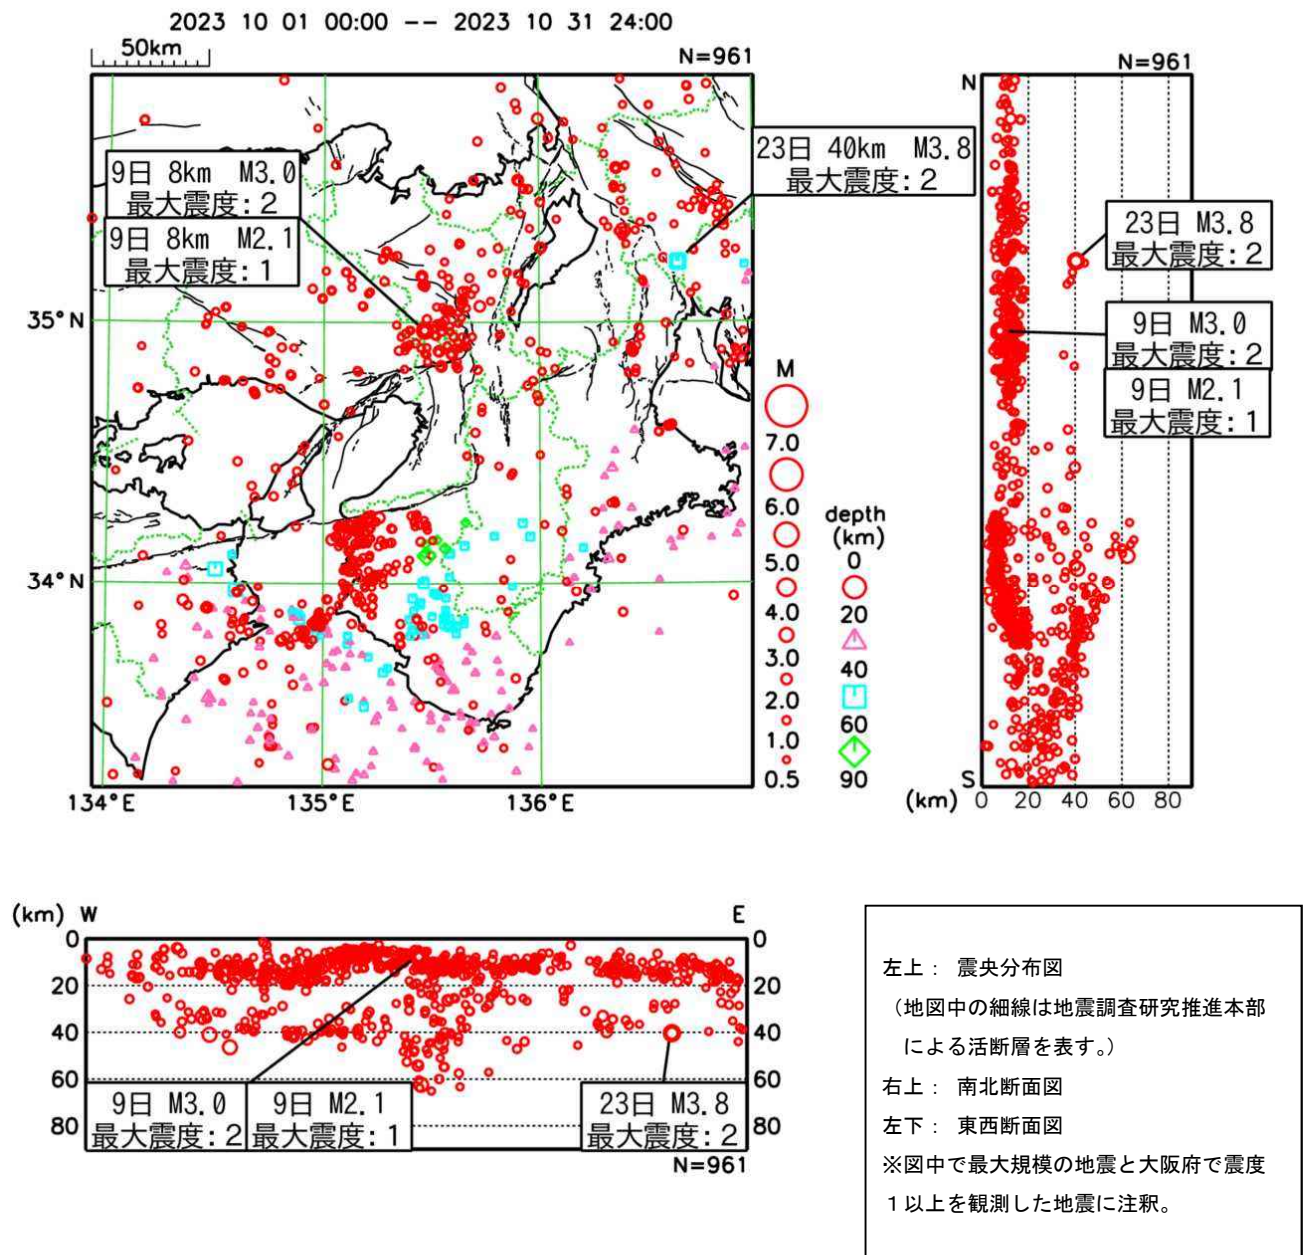 2023 10 01 00:00 -- 2023 10 31 24:00
50km
N=961
9日 8km M3.0
最大震度:2
9日 8km M2.1
最大震度:1
23日 40km M3.8
最大震度:2
35°N
34°N
134°E
135°E
136°E
M
7.0
6.0
5.0
4.0
3.0
2.0
1.0
0.5
depth
(km)
0
20
40
60
90
N=961
N
23日 M3.8
最大震度:2
9日 M3.0
最大震度:2
9日 M2.1
最大震度:1
S
(km)
0 20 40 60 80
(km) W
E
0
20
40
60
80
0
20
40
60
80
9日 M3.0
最大震度:2
9日 M2.1
最大震度:1
23日 M3.8
最大震度:2
N=961
左上： 震央分布図
（地図中の細線は地震調査研究推進本部
による活断層を表す。）
右上： 南北断面図
左下： 東西断面図
※図中で最大規模の地震と大阪府で震度
１以上を観測した地震に注釈。